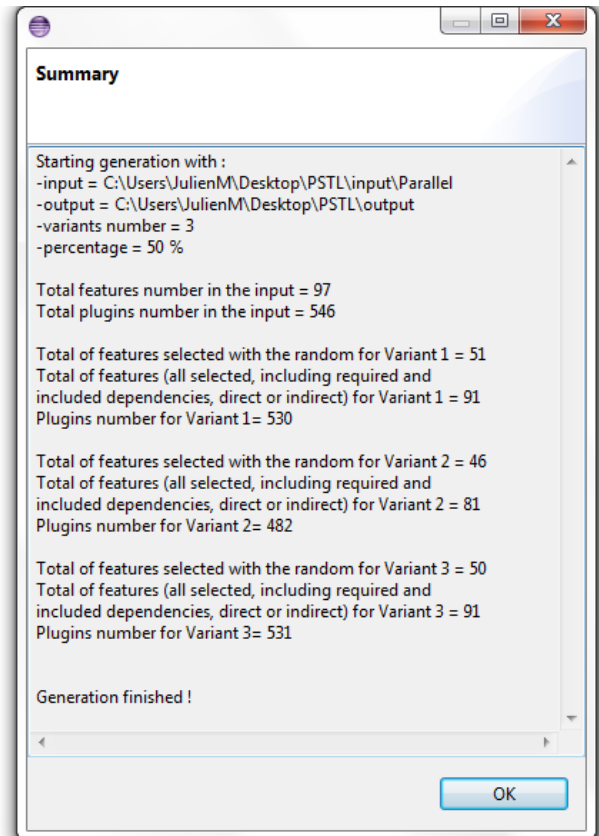 Summary
Starting generation with :
-input = C:\Users\JulienM\Desktop\PSTL\input\Parallel
-output = C:\Users\JulienM\Desktop\PSTL\output
-variants number = 3
-percentage = 50 %
Total features number in the input = 97
Total plugins number in the input = 546
Total of features selected with the random for Variant 1 = 51
Total of features (all selected, including required and
included dependencies, direct or indirect) for Variant 1 = 91
Plugins number for Variant 1= 530
Total of features selected with the random for Variant 2 = 46
Total of features (all selected, including required and
included dependencies, direct or indirect) for Variant 2 = 81
Plugins number for Variant 2= 482
Total of features selected with the random for Variant 3 = 50
Total of features (all selected, including required and
included dependencies, direct or indirect) for Variant 3 = 91
Plugins number for Variant 3= 531
Generation finished !
OK